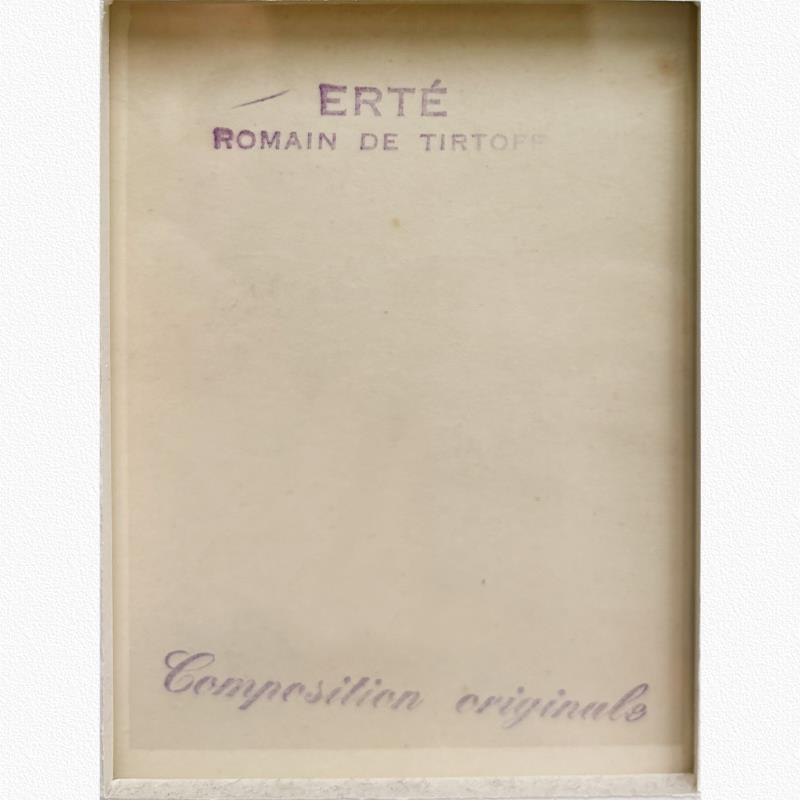 ERTÉ
ROMAIN DE TIRTOFF
Composition originale